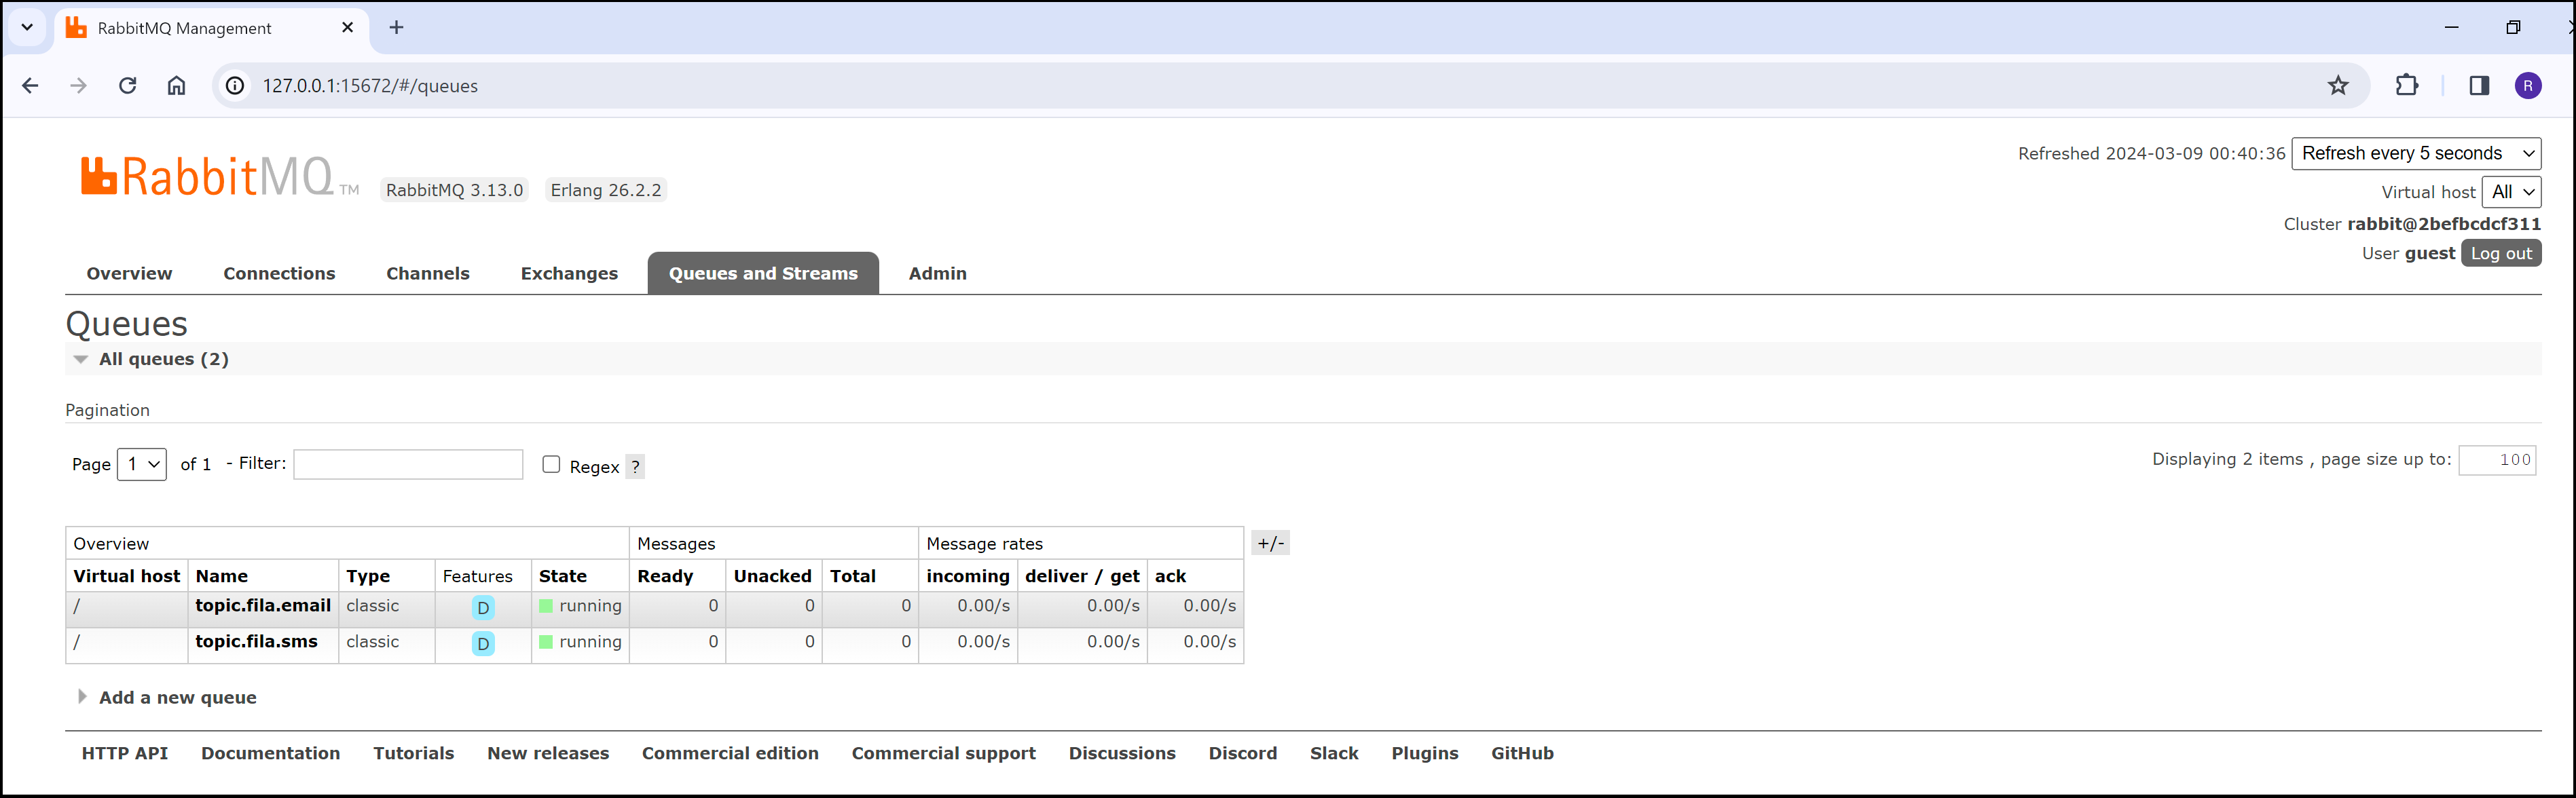 RabbitMQ Management
127.0.0.1:15672/#/queues
R
RabbitMQ TM
RabbitMQ 3.13.0 Erlang 26.2.2
Refreshed 2024-03-09 00:40:36 Refresh every 5 seconds
Virtual host All
Cluster rabbit@2befbcdcf311
User guest Log out
Overview Connections Channels Exchanges Queues and Streams Admin
Queues
All queues (2)
Pagination
Page 1 of 1 - Filter: Regex ? Displaying 2 items , page size up to: 100
Overview Messages Message rates +/-
Virtual host Name Type Features State Ready Unacked Total incoming deliver / get ack
/ topic.fila.email classic D running 0 0 0 0.00/s 0.00/s 0.00/s
/ topic.fila.sms classic D running 0 0 0 0.00/s 0.00/s 0.00/s
Add a new queue
HTTP API Documentation Tutorials New releases Commercial edition Commercial support Discussions Discord Slack Plugins GitHub